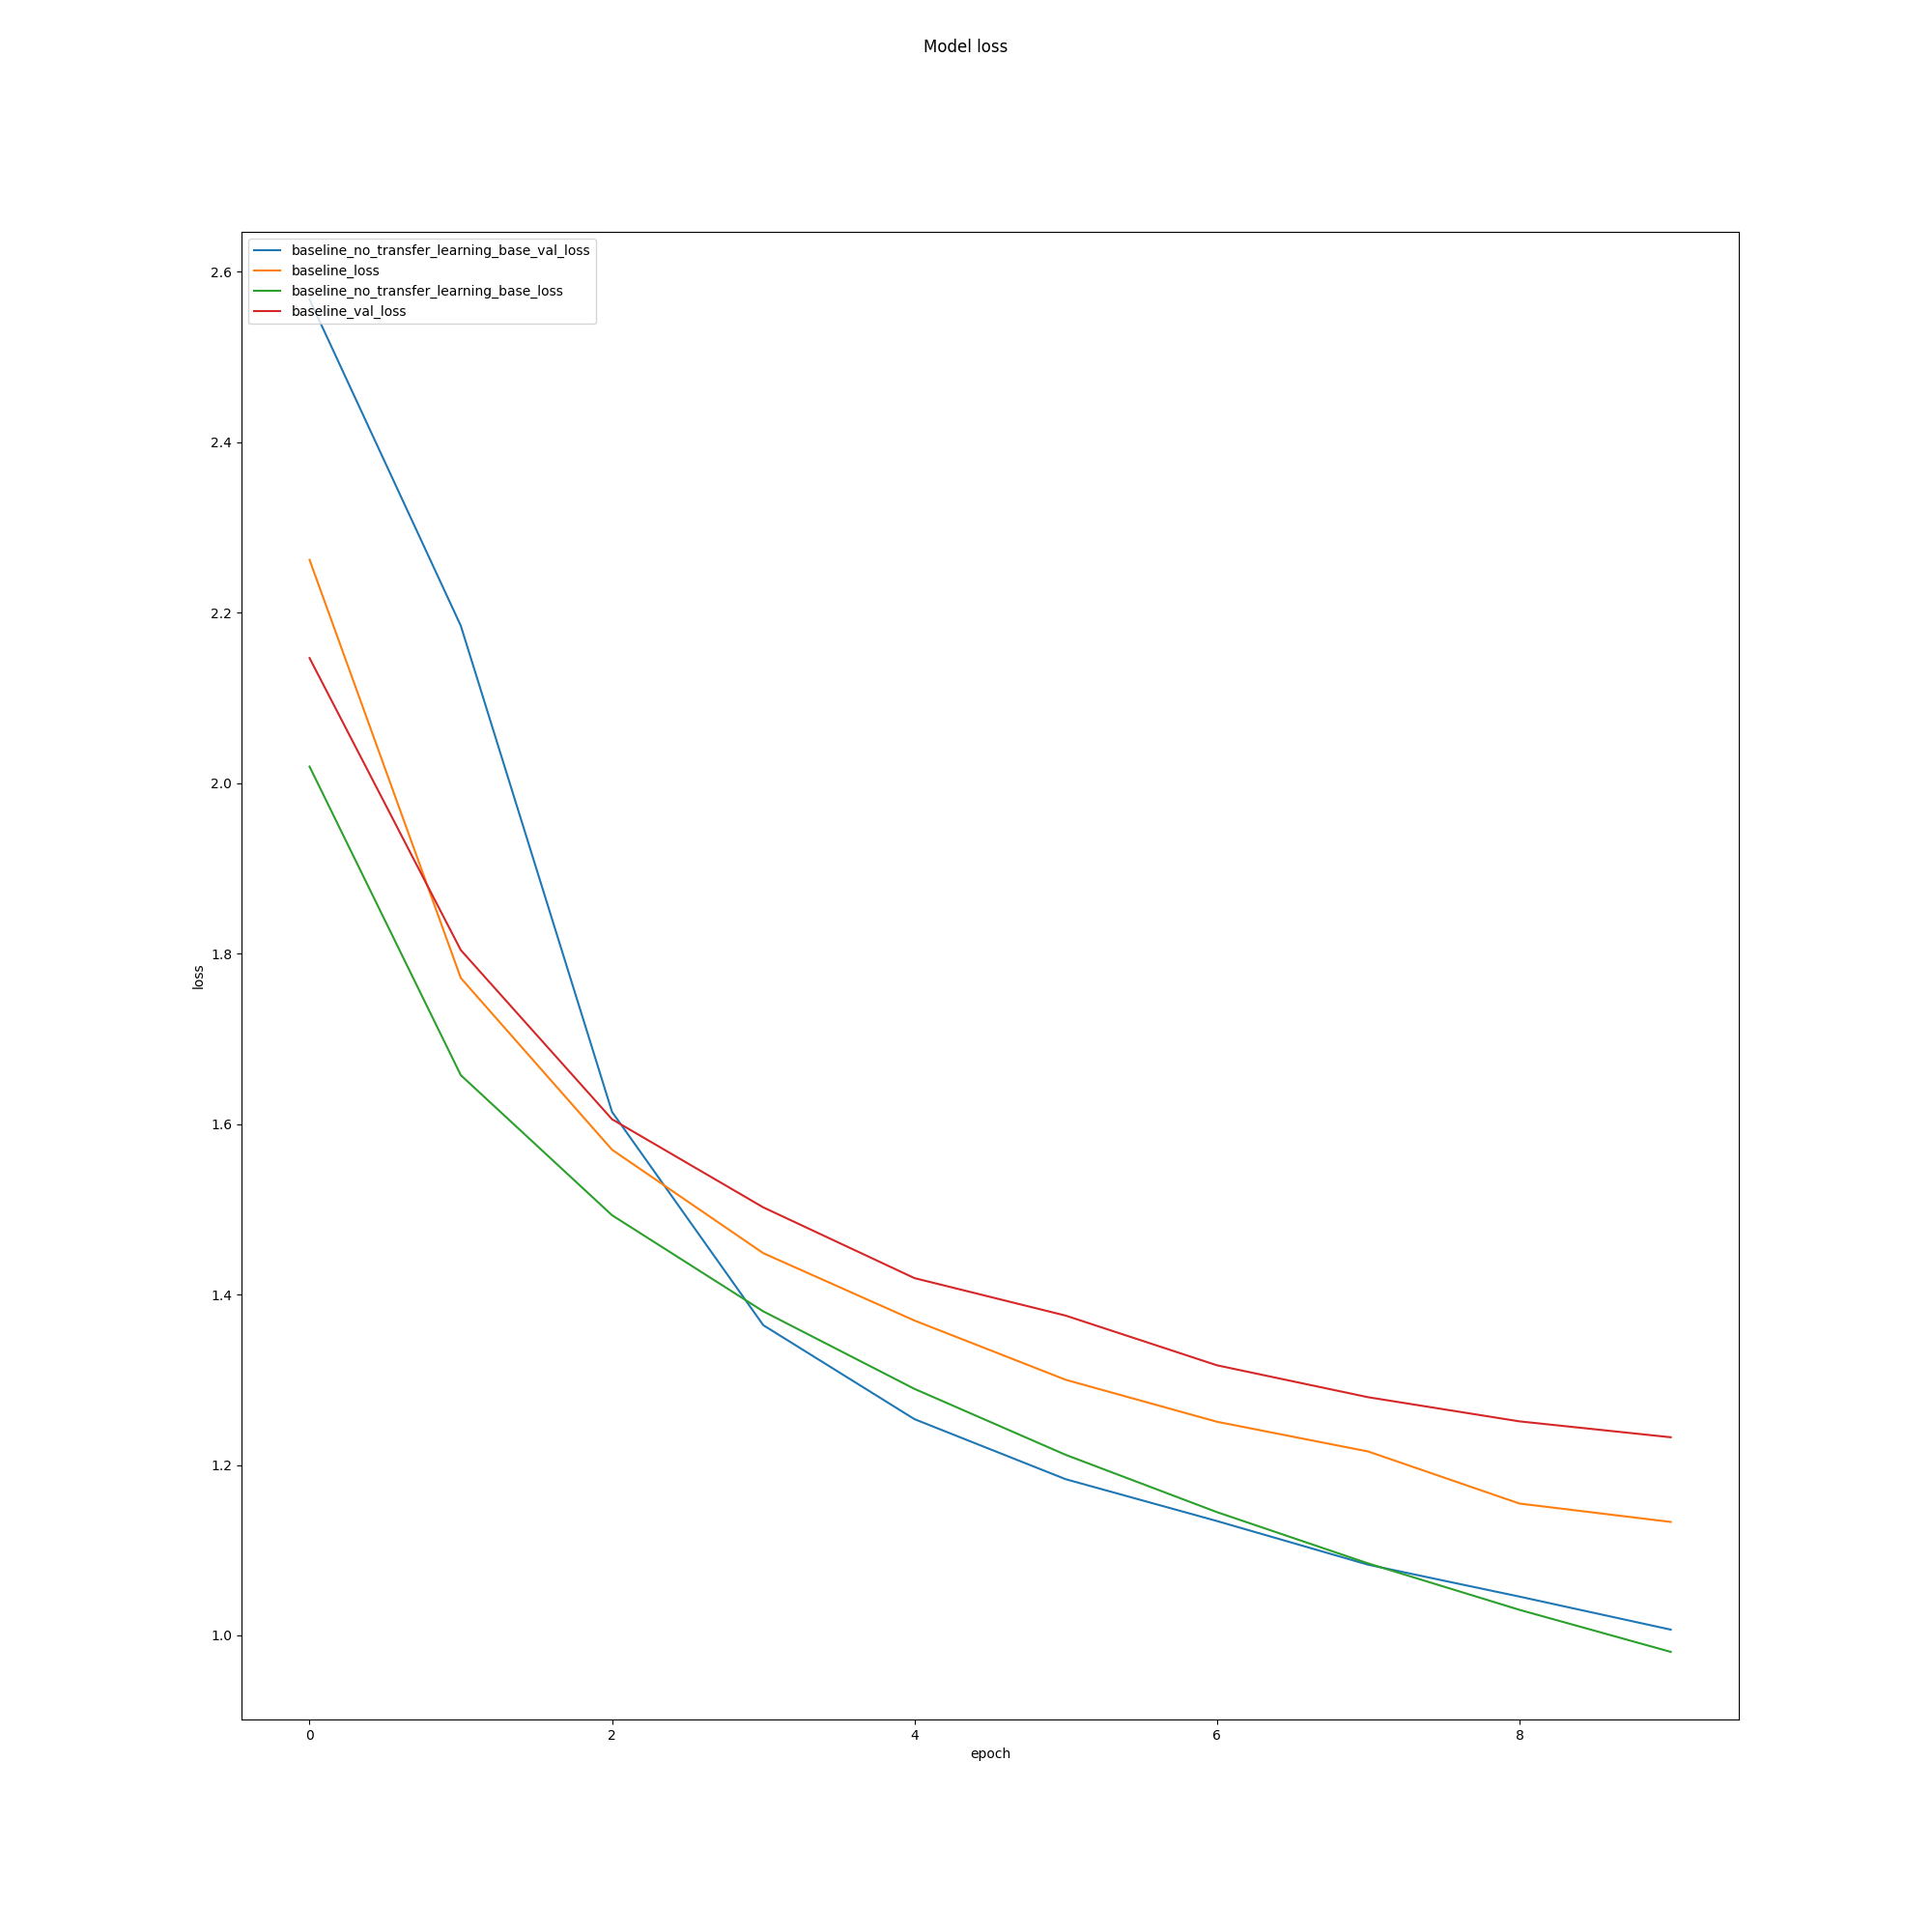 Model loss
baseline_no_transfer_learning_base_val_loss
baseline_loss
baseline_no_transfer_learning_base_loss
baseline_val_loss
2.6
2.4
2.2
2.0
1.8
1.6
1.4
1.2
1.0
loss
0 2 4 6 8
epoch